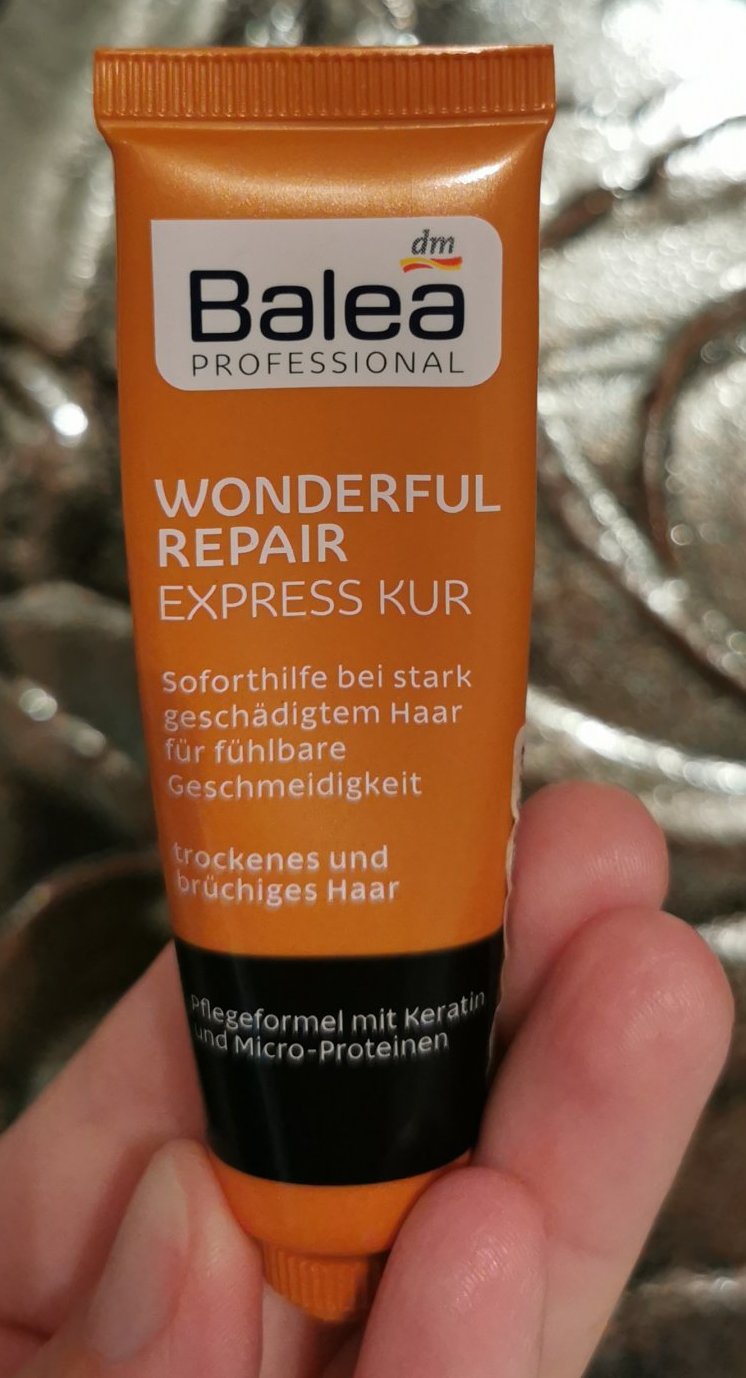 dm
Balea
PROFESSIONAL
WONDERFUL
REPAIR
EXPRESS KUR
Soforthilfe bei stark
geschädigtem Haar
für fühlbare
Geschmeidigkeit
trockenes und
brüchiges Haar
Pflegeformel mit Keratin
und Micro-Proteinen